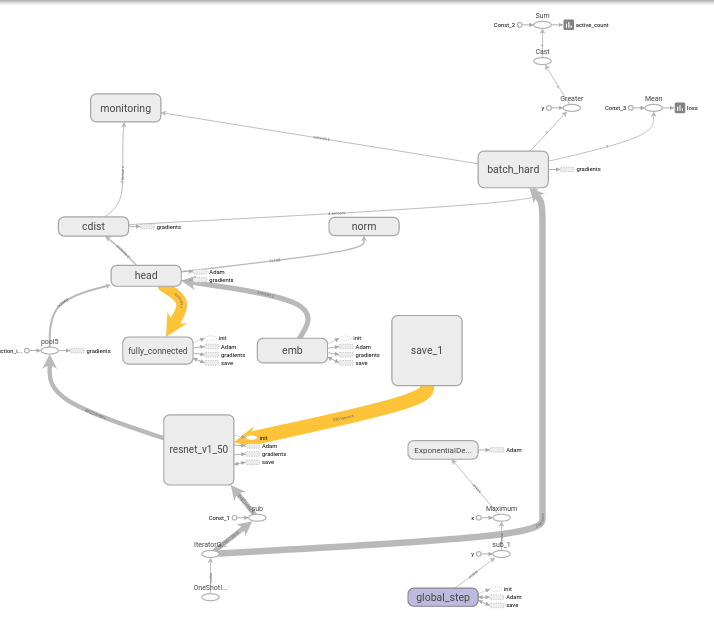 Sum
Const_2
active_count
Cast
Greater
Mean
y
Const_3
loss
monitoring
batch_hard
gradients
cdist
gradients
norm
head
Adam
gradients
pool5
ction_i...
gradients
fully_connected
init
Adam
gradients
save
emb
init
Adam
gradients
save
save_1
resnet_v1_50
init
Adam
gradients
save
ExponentialDe...
Adam
sub
Const_1
Maximum
x
IteratorG...
sub_1
y
OneShotI...
global_step
init
Adam
save